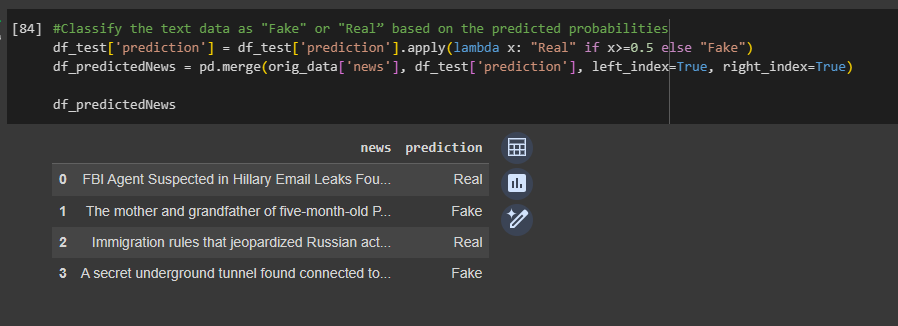 [84] #Classify the text data as "Fake" or "Real” based on the predicted probabilities
df_test['prediction'] = df_test['prediction'].apply(lambda x: "Real" if x>=0.5 else "Fake")
df_predictedNews = pd.merge(orig_data['news'], df_test['prediction'], left_index=True, right_index=True)
df_predictedNews
news prediction
0 FBI Agent Suspected in Hillary Email Leaks Fou... Real
1 The mother and grandfather of five-month-old P... Fake
2 Immigration rules that jeopardized Russian act... Real
3 A secret underground tunnel found connected to... Fake